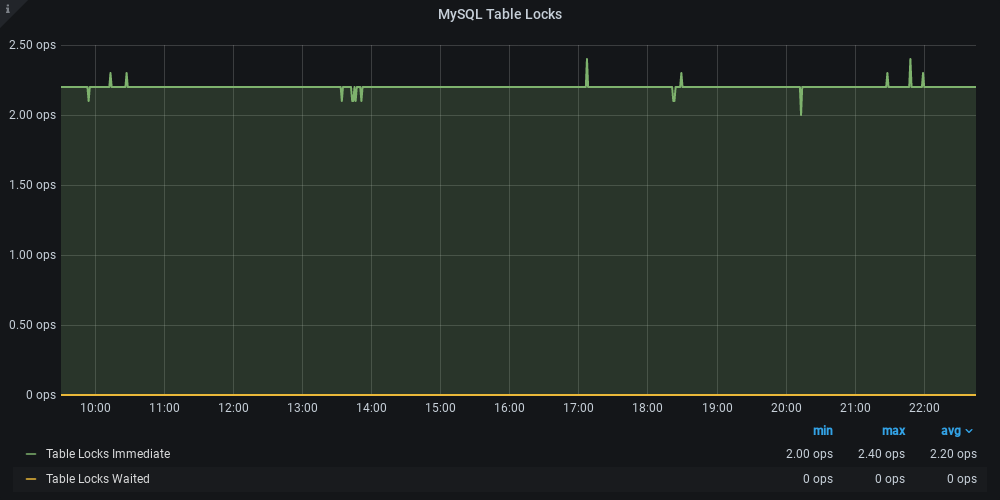 i
MySQL Table Locks
2.50 ops
2.00 ops
1.50 ops
1.00 ops
0.50 ops
0 ops
10:00 11:00 12:00 13:00 14:00 15:00 16:00 17:00 18:00 19:00 20:00 21:00 22:00
min max avg
Table Locks Immediate 2.00 ops 2.40 ops 2.20 ops
Table Locks Waited 0 ops 0 ops 0 ops